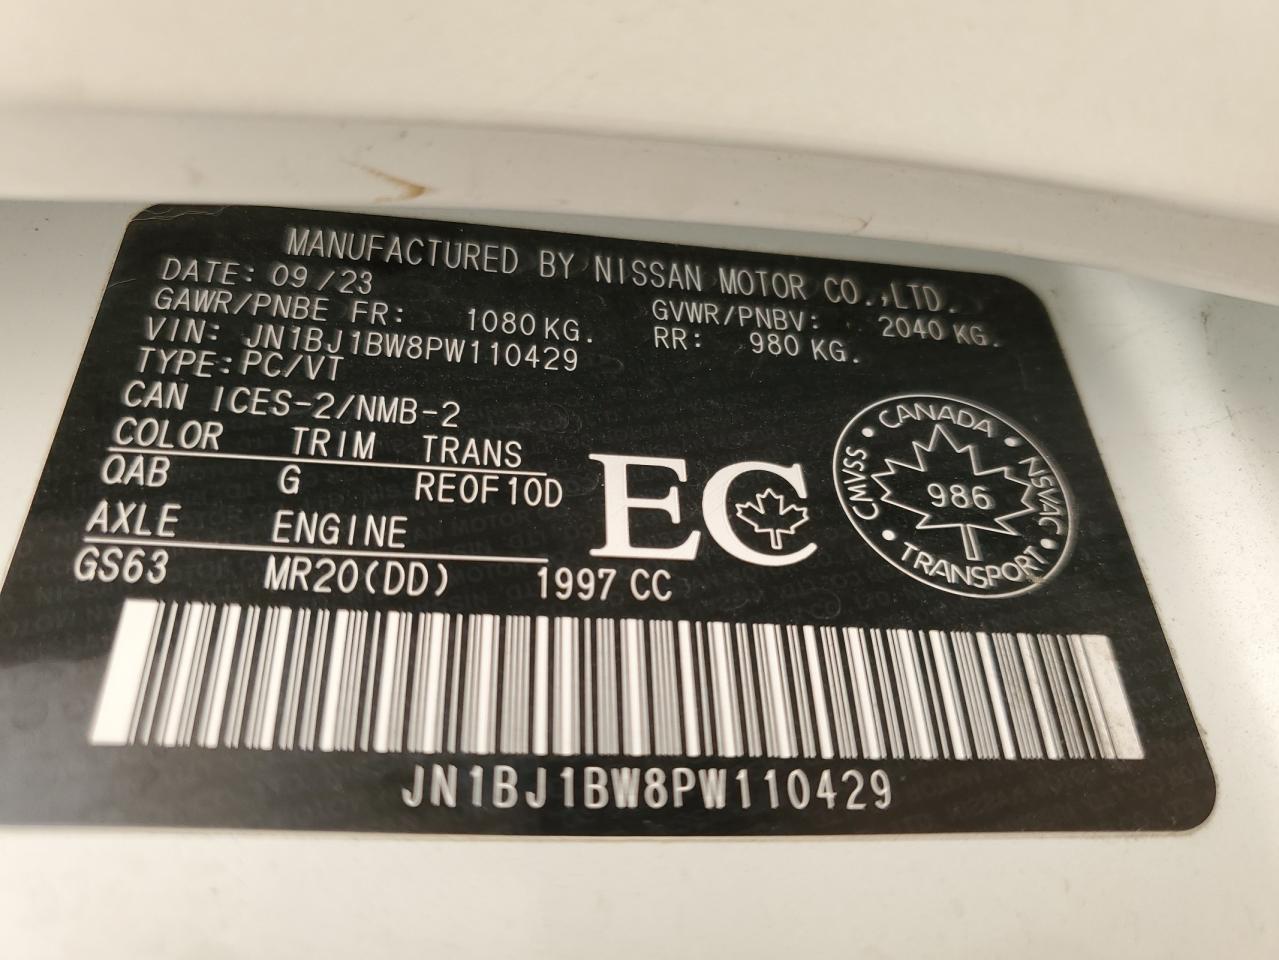 MANUFACTURED BY NISSAN MOTOR CO.,LTD.
DATE: 09/23
GAWR/PNBE FR: 1080 KG. GVWR/PNBV: 2040 KG.
VIN: JN1BJ1BW8PW110429 RR: 980 KG.
TYPE: PC/VT
CAN ICES-2/NMB-2
COLOR TRIM TRANS
QAB G RE0F10D
AXLE ENGINE
GS63 MR20(DD) 1997 CC
EC
CANADA
CMVSS 986 NSVAC
TRANSPORT
JN1BJ1BW8PW110429